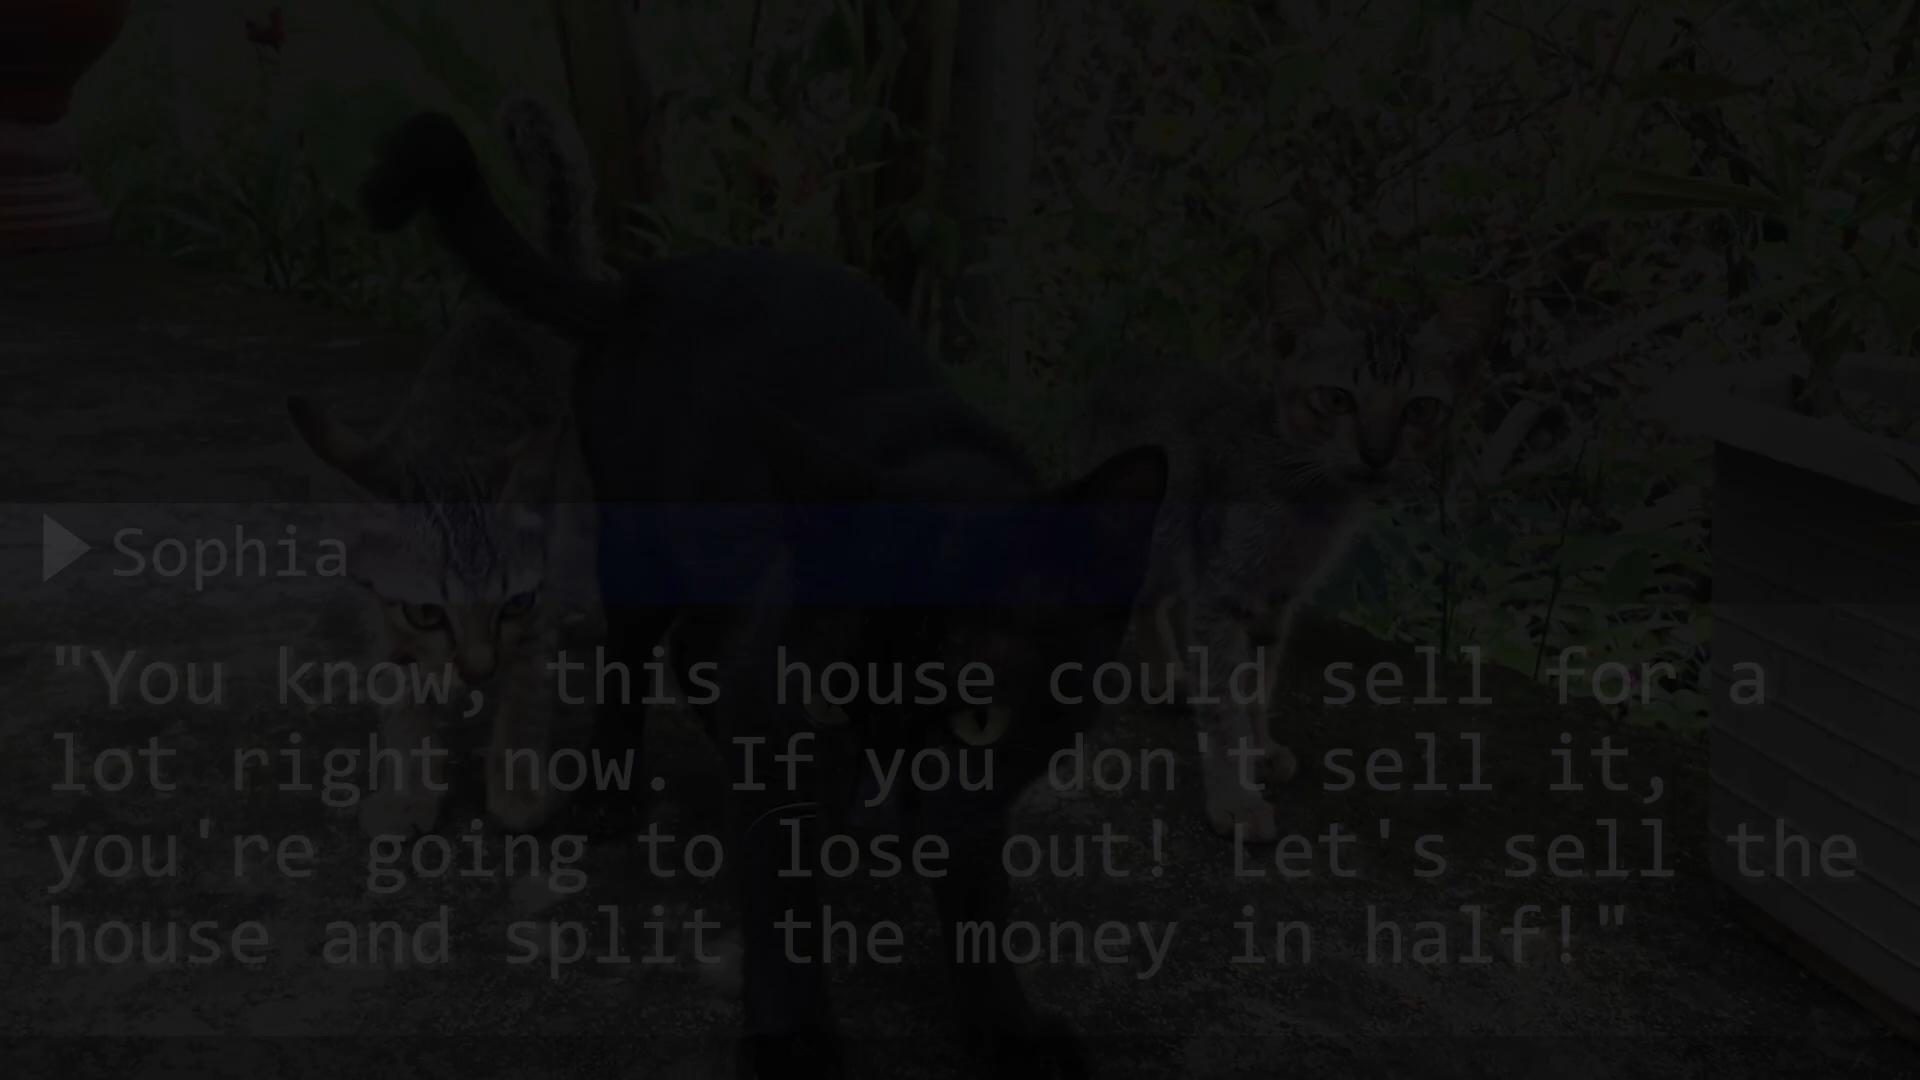 Sophia
"You know, this house could sell for a
lot right now. If you don't sell it,
you're going to lose out! Let's sell the
house and split the money in half!"